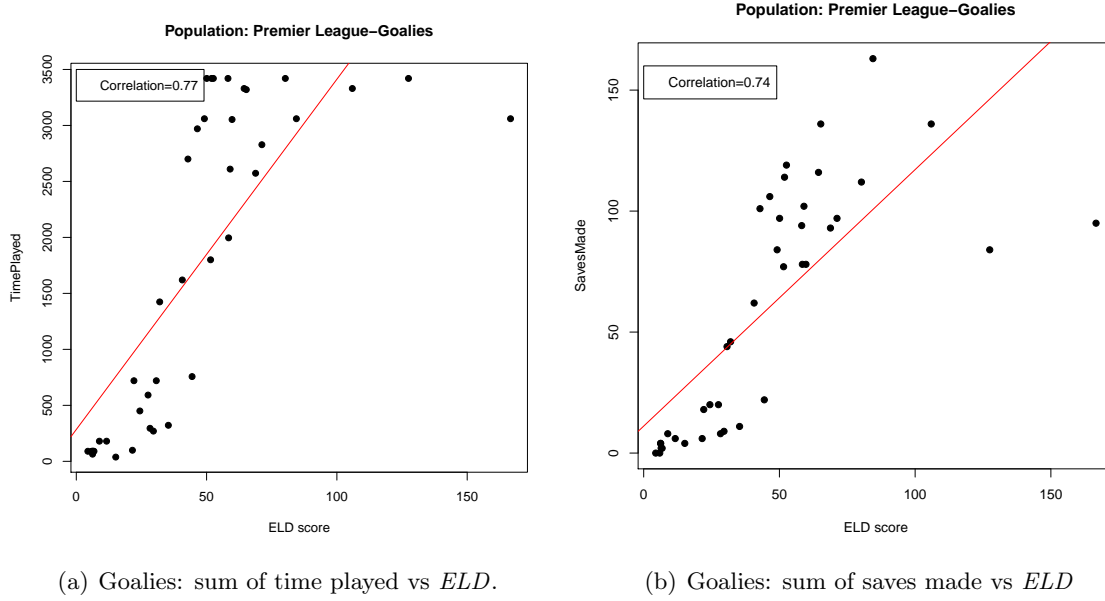 Population: Premier League−Goalies
Correlation=0.77
TimePlayed
3500
3000
2500
2000
1500
1000
500
0
0 50 100 150
ELD score
(a) Goalies: sum of time played vs ELD.
Population: Premier League−Goalies
Correlation=0.74
SavesMade
150
100
50
0
0 50 100 150
ELD score
(b) Goalies: sum of saves made vs ELD